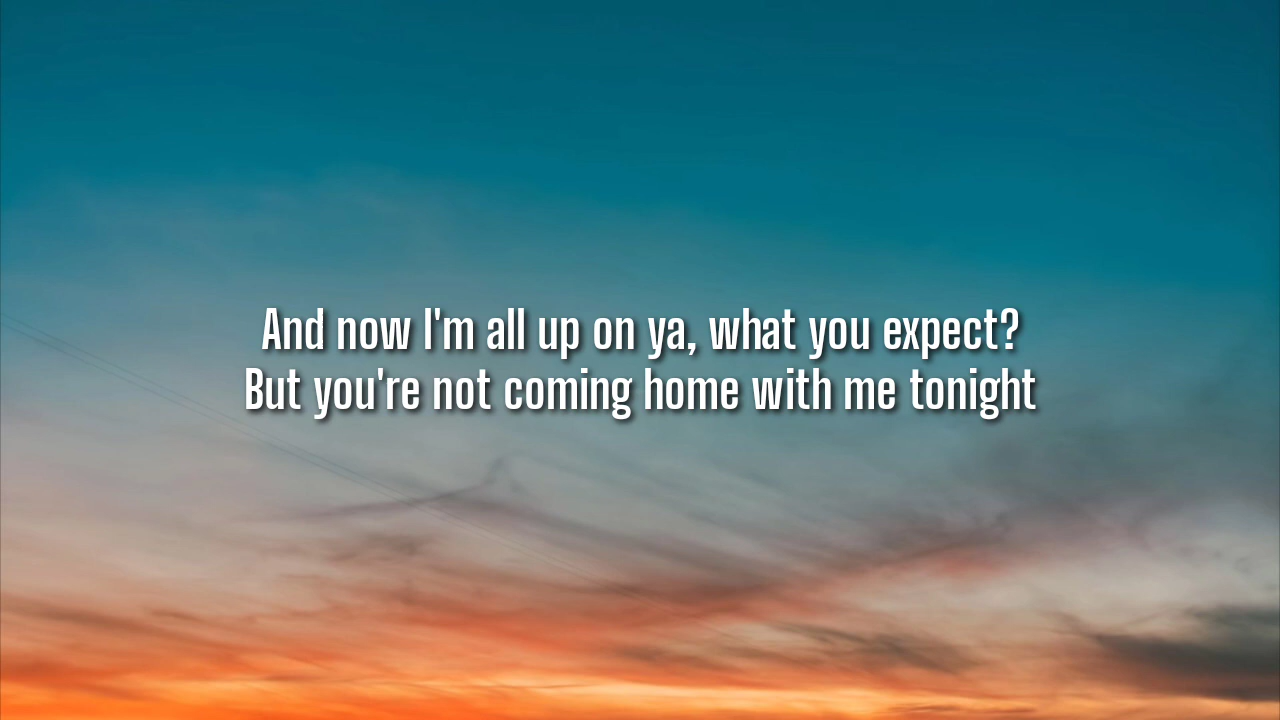 And now I'm all up on ya, what you expect?
But you're not coming home with me tonight